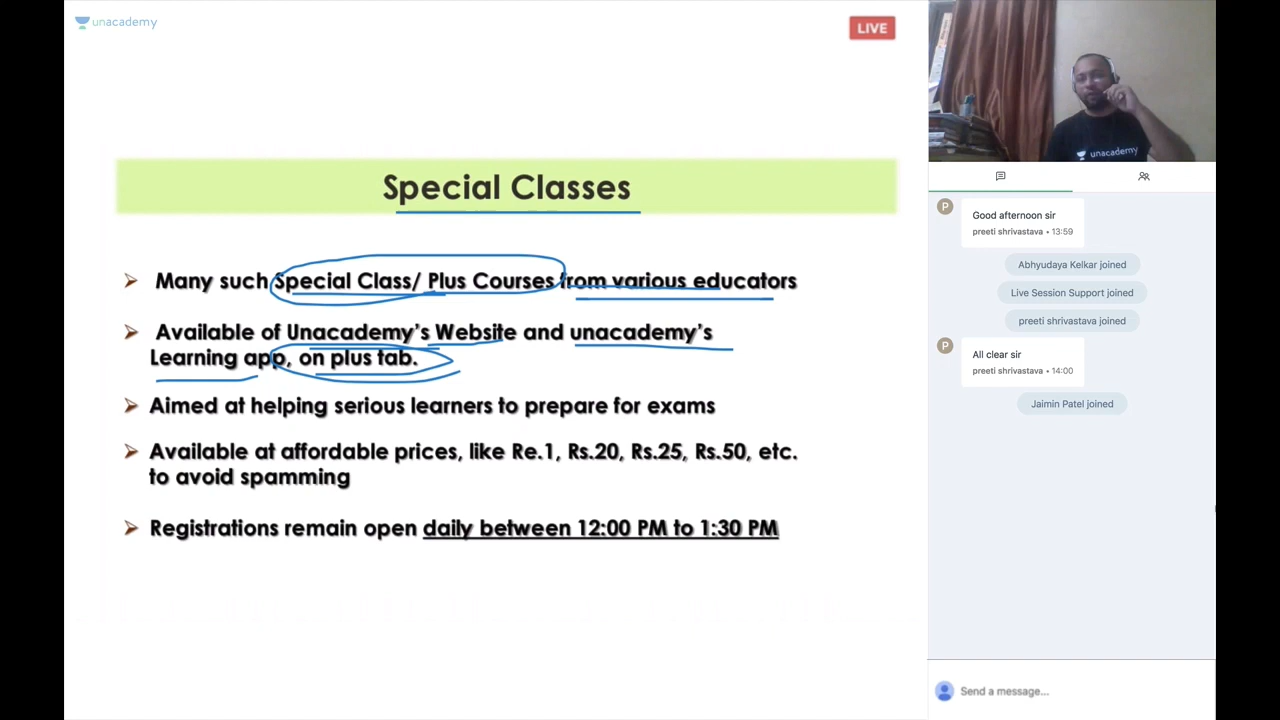 unacademy
LIVE
Special Classes
Many such Special Class/ Plus Courses from various educators
Available of Unacademy's Website and unacademy's
Learning app, on plus tab.
Aimed at helping serious learners to prepare for exams
Available at affordable prices, like Re.1, Rs.20, Rs.25, Rs.50, etc.
to avoid spamming
Registrations remain open daily between 12:00 PM to 1:30 PM
unacademy
P
Good afternoon sir
preeti shrivastava • 13:59
Abhyudaya Kelkar joined
Live Session Support joined
preeti shrivastava joined
P
All clear sir
preeti shrivastava • 14:00
Jaimin Patel joined
Send a message...